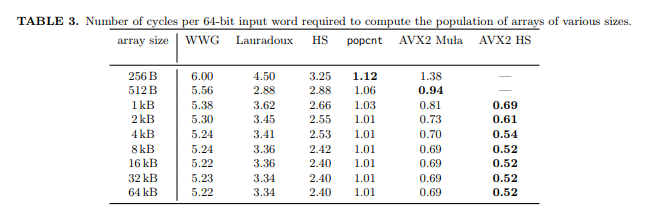 TABLE 3. Number of cycles per 64-bit input word required to compute the population of arrays of various sizes.
array size WWG Lauradoux HS popcnt AVX2 Muła AVX2 HS
256 B 6.00 4.50 3.25 1.12 1.38 —
512 B 5.56 2.88 2.88 1.06 0.94 —
1 kB 5.38 3.62 2.66 1.03 0.81 0.69
2 kB 5.30 3.45 2.55 1.01 0.73 0.61
4 kB 5.24 3.41 2.53 1.01 0.70 0.54
8 kB 5.24 3.36 2.42 1.01 0.69 0.52
16 kB 5.22 3.36 2.40 1.01 0.69 0.52
32 kB 5.23 3.34 2.40 1.01 0.69 0.52
64 kB 5.22 3.34 2.40 1.01 0.69 0.52